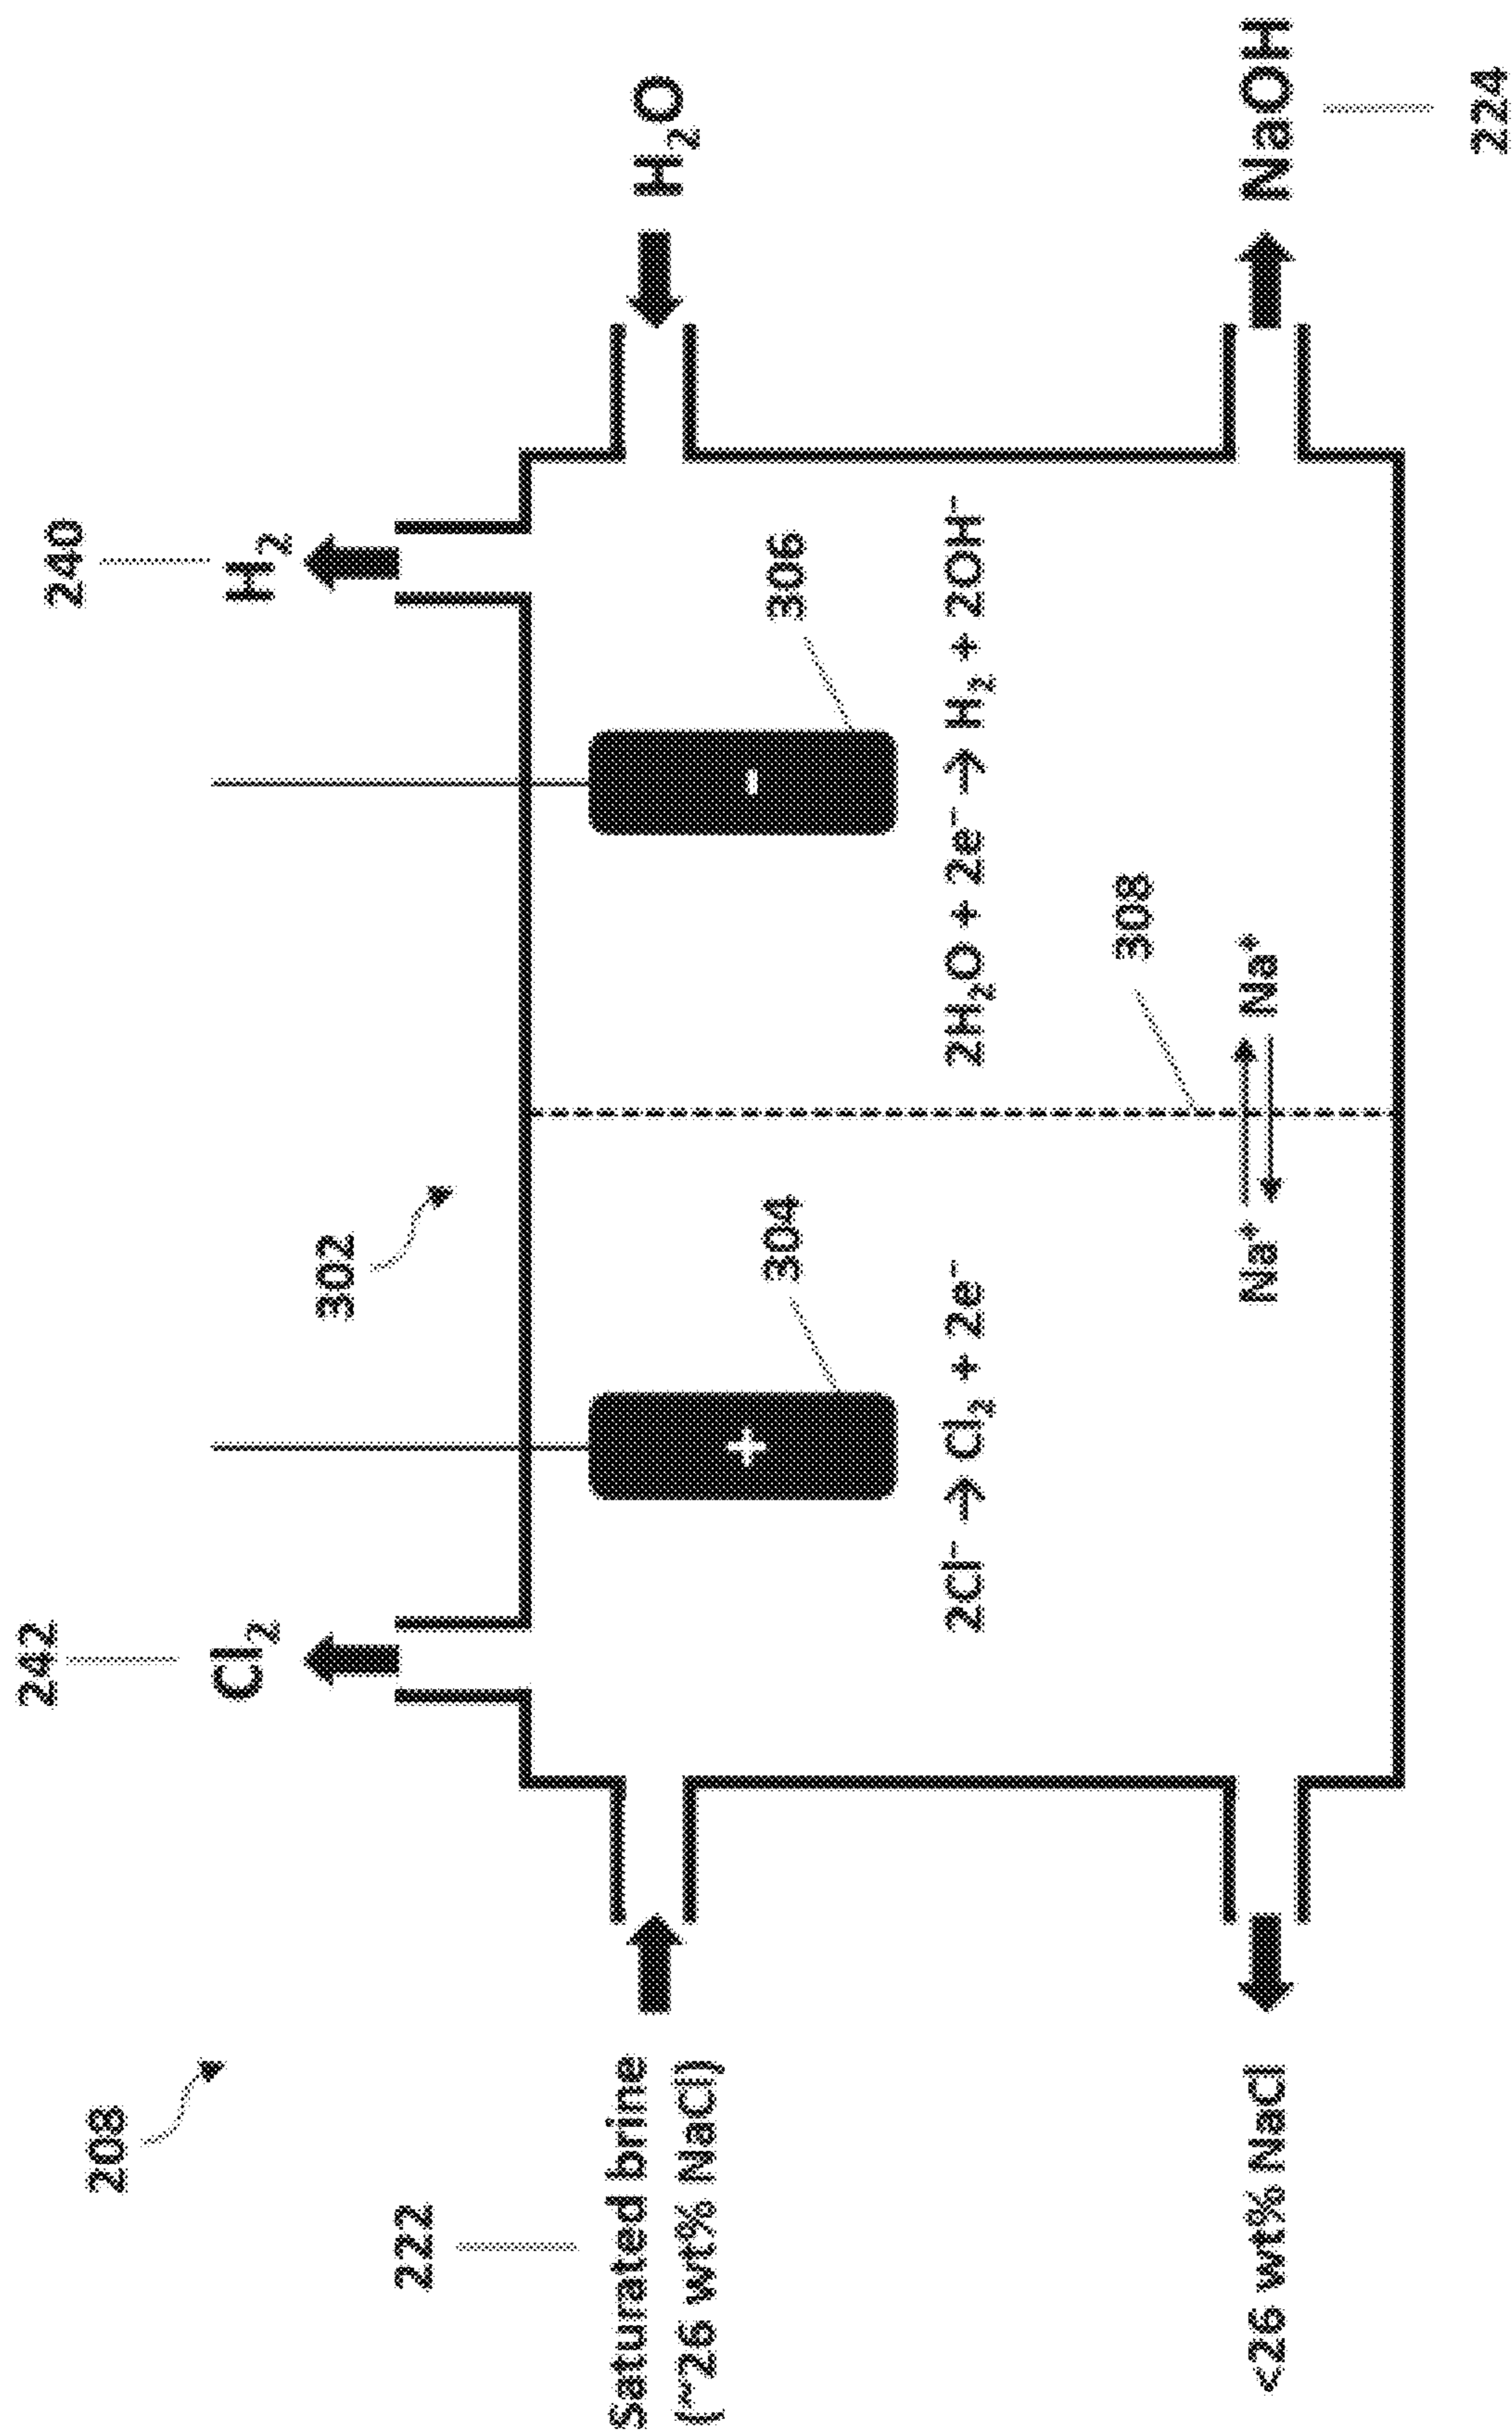 208
242
240
Cl₂
H₂
302
222
Saturated brine
(~26 wt% NaCl)
H₂O
+
-
304
306
2Cl⁻ → Cl₂ + 2e⁻
2H₂O + 2e⁻ → H₂ + 2OH⁻
308
Na⁺
Na⁺
<26 wt% NaCl
NaOH
224